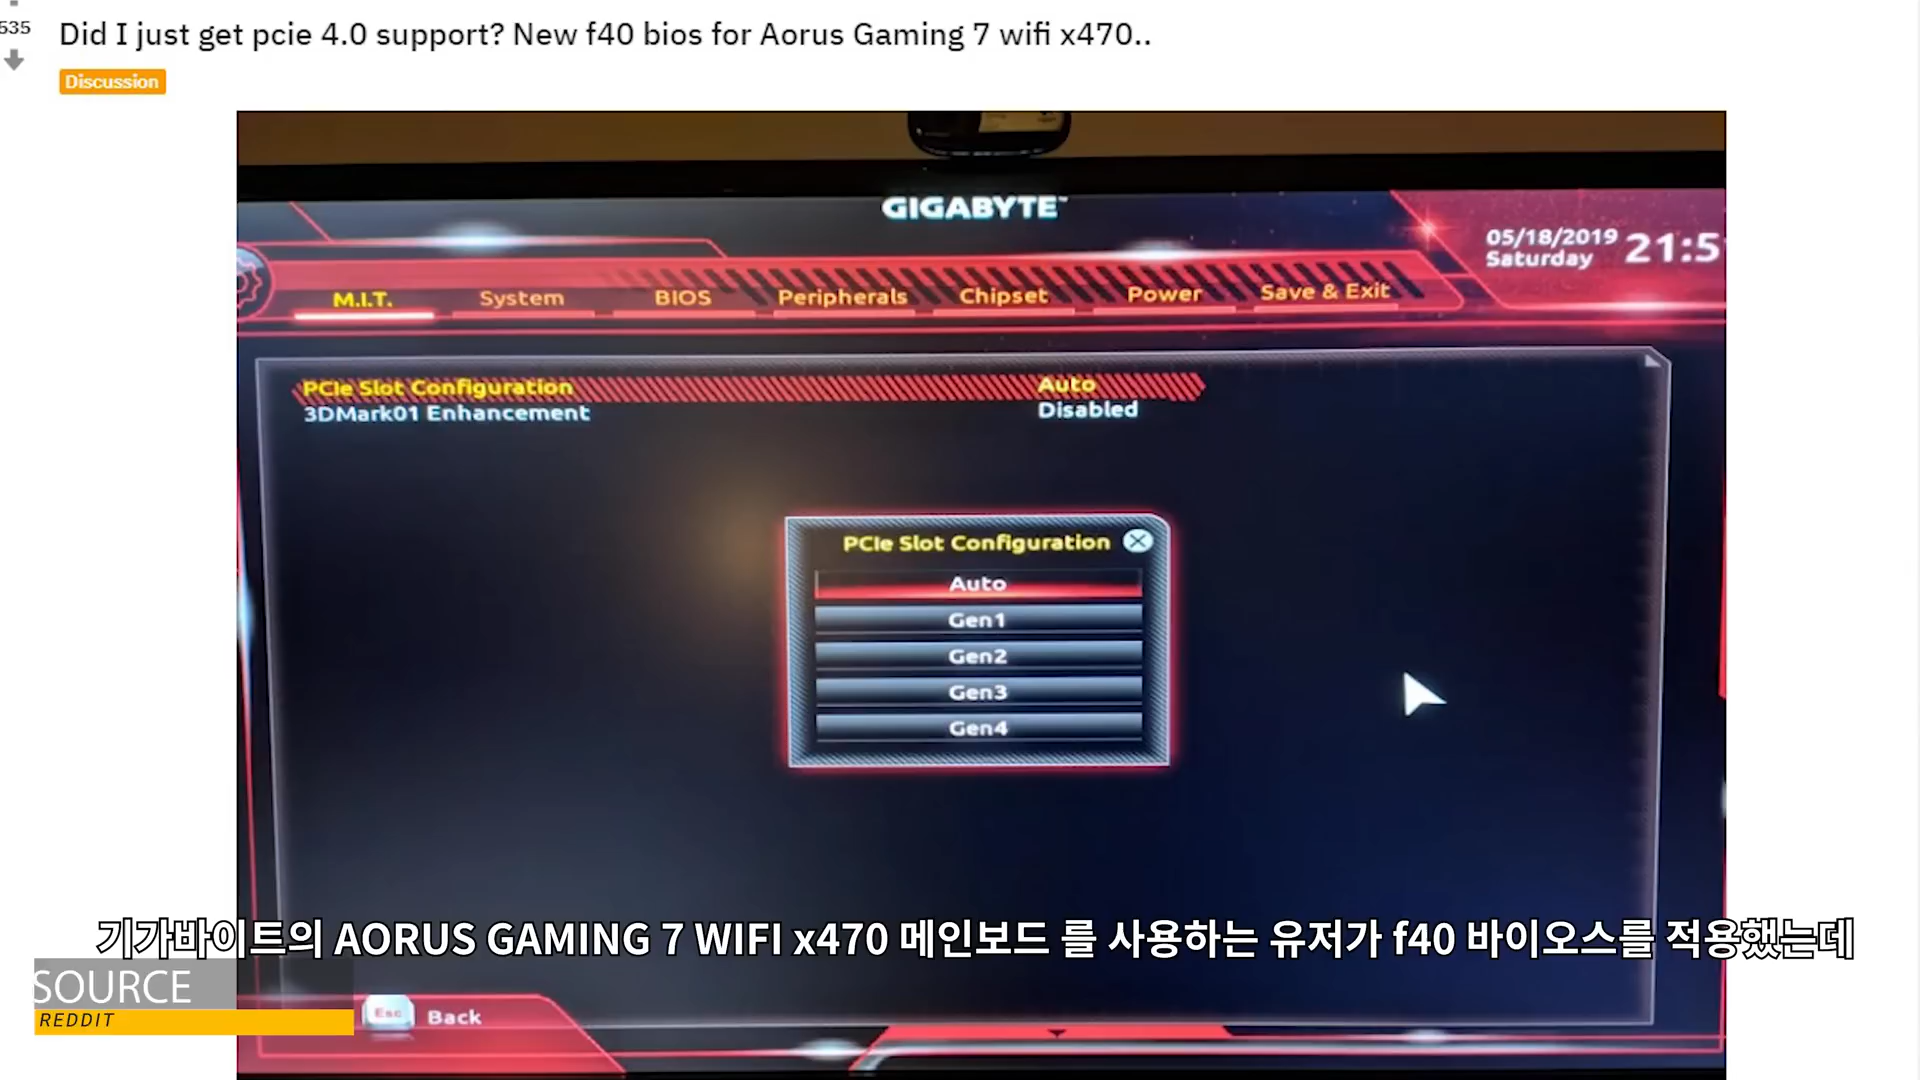 535
Did I just get pcie 4.0 support? New f40 bios for Aorus Gaming 7 wifi x470..
Discussion
GIGABYTE
05/18/2019
Saturday
21:5
M.I.T. System BIOS Peripherals Chipset Power Save & Exit
PCIe Slot Configuration Auto
3DMark01 Enhancement Disabled
PCIe Slot Configuration
Auto
Gen1
Gen2
Gen3
Gen4
기가바이트의 AORUS GAMING 7 WIFI x470 메인보드 를 사용하는 유저가 f40 바이오스를 적용했는데
SOURCE
REDDIT
Esc Back